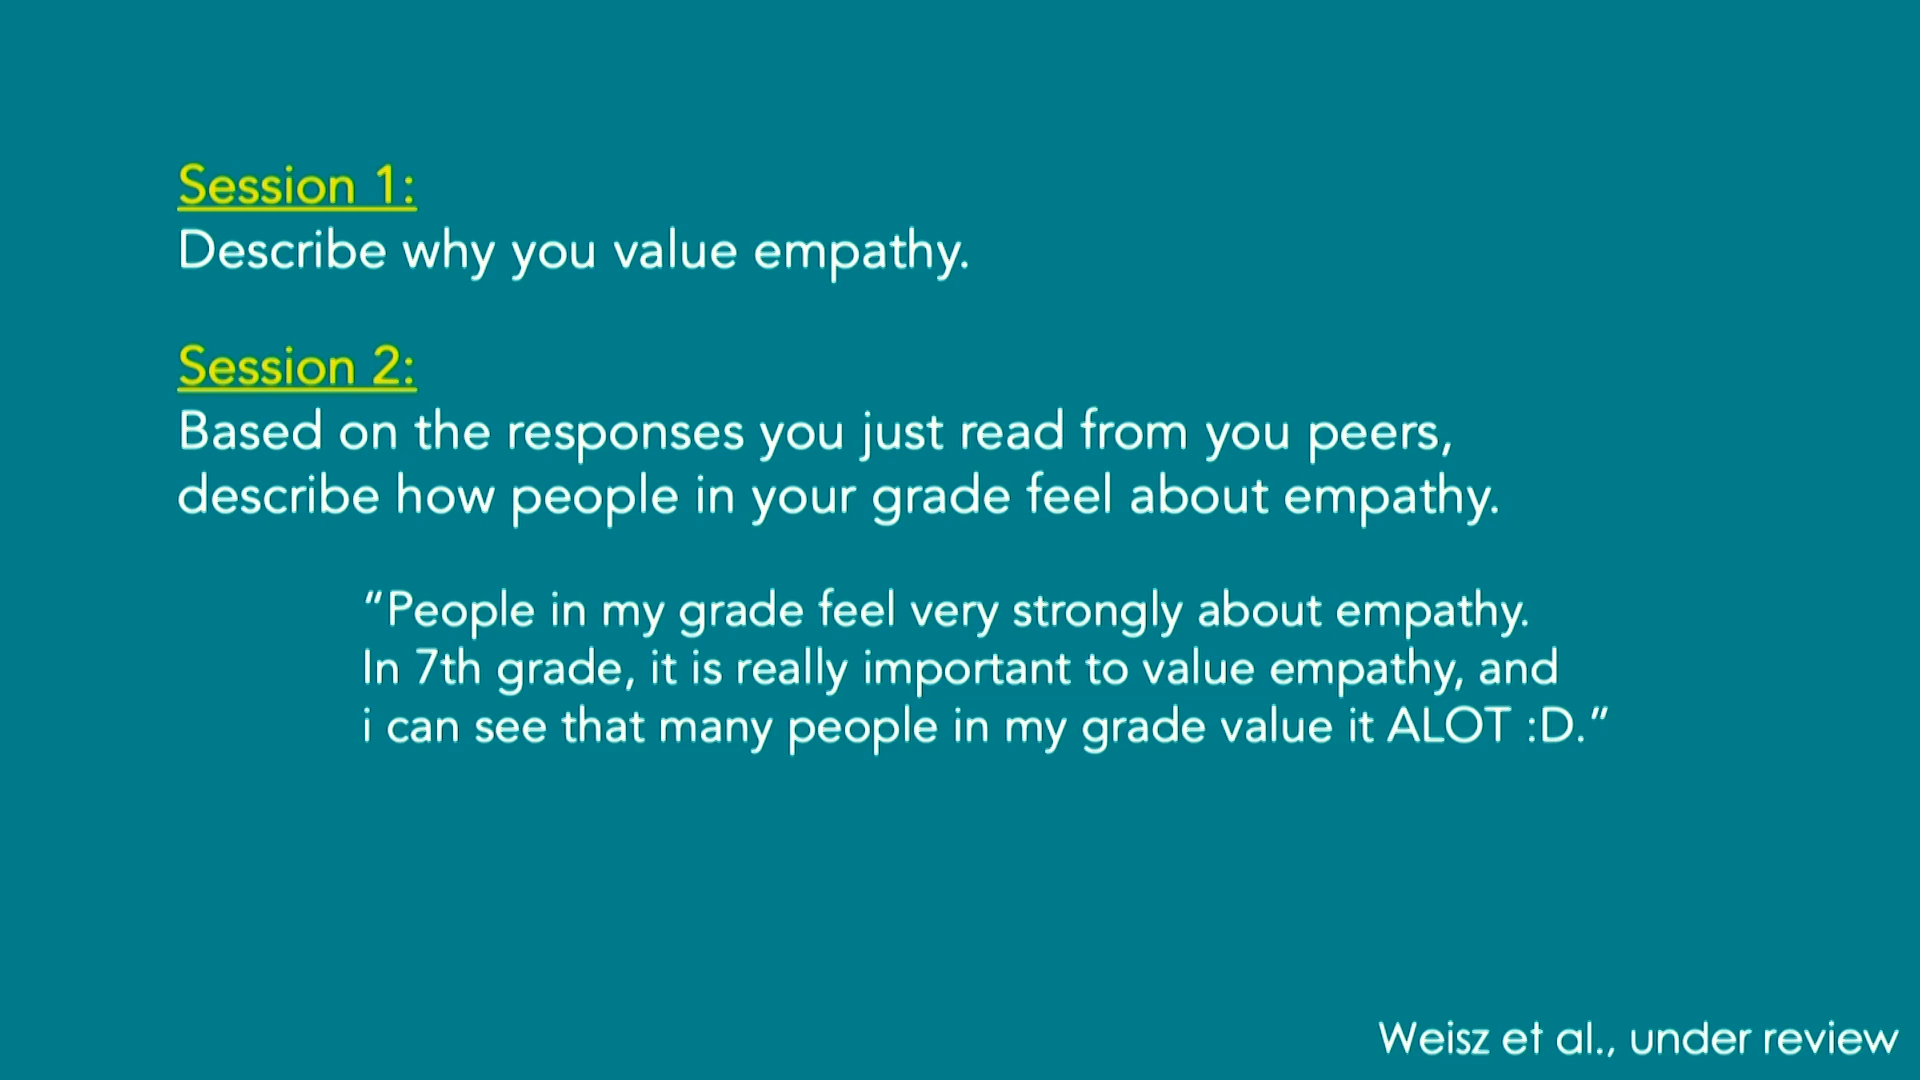 Session 1:
Describe why you value empathy.
Session 2:
Based on the responses you just read from you peers,
describe how people in your grade feel about empathy.
“People in my grade feel very strongly about empathy.
In 7th grade, it is really important to value empathy, and
i can see that many people in my grade value it ALOT :D.”
Weisz et al., under review